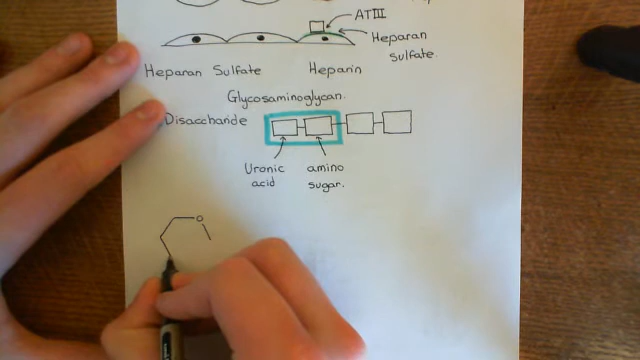 ATIII
Heparan
sulfate.
Heparan Sulfate
Heparin
Glycosaminoglycan.
Disaccharide
Uronic
acid
amino
sugar.
O